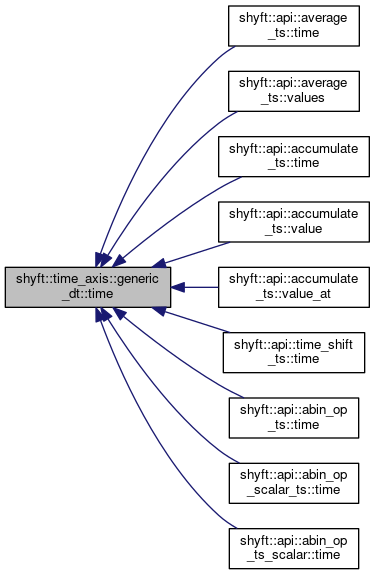 shyft::api::average
_ts::time
shyft::api::average
_ts::values
shyft::api::accumulate
_ts::time
shyft::api::accumulate
_ts::value
shyft::time_axis::generic
_dt::time
shyft::api::accumulate
_ts::value_at
shyft::api::time_shift
_ts::time
shyft::api::abin_op
_ts::time
shyft::api::abin_op
_scalar_ts::time
shyft::api::abin_op
_ts_scalar::time